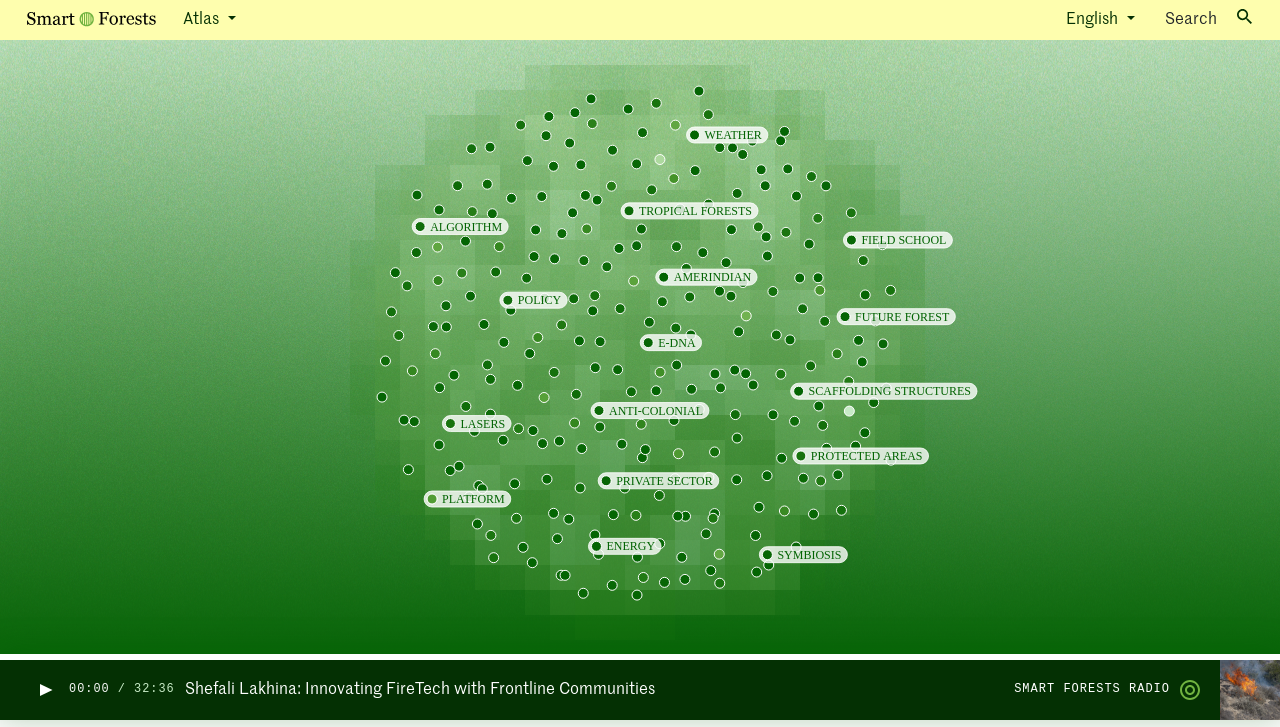 Smart Forests
Atlas
English
Search
WEATHER
TROPICAL FORESTS
ALGORITHM
FIELD SCHOOL
AMERINDIAN
POLICY
FUTURE FOREST
E-DNA
SCAFFOLDING STRUCTURES
ANTI-COLONIAL
LASERS
PROTECTED AREAS
PRIVATE SECTOR
PLATFORM
ENERGY
SYMBIOSIS
00:00 / 32:36 Shefali Lakhina: Innovating FireTech with Frontline Communities
SMART FORESTS RADIO